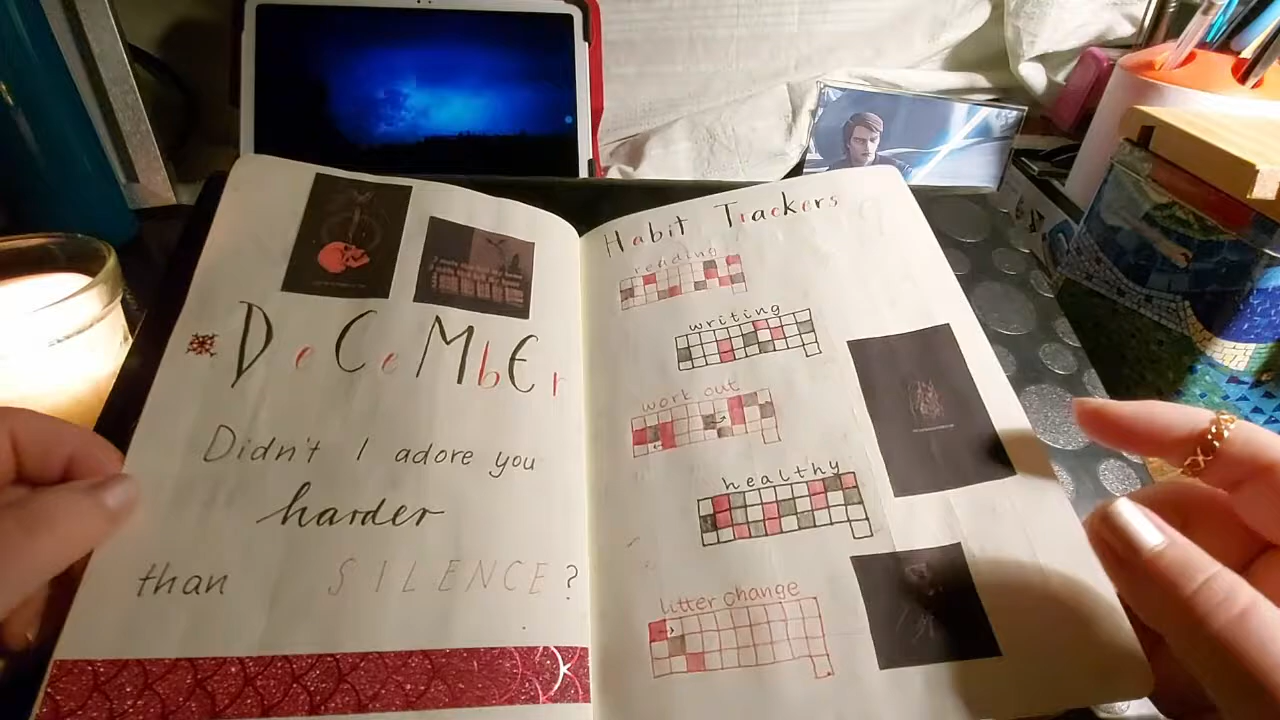 DeCeMbEr
Didn't I adore you
harder
than SILENCE?
Habit Trackers
reading
writing
work out
healthy
litter change